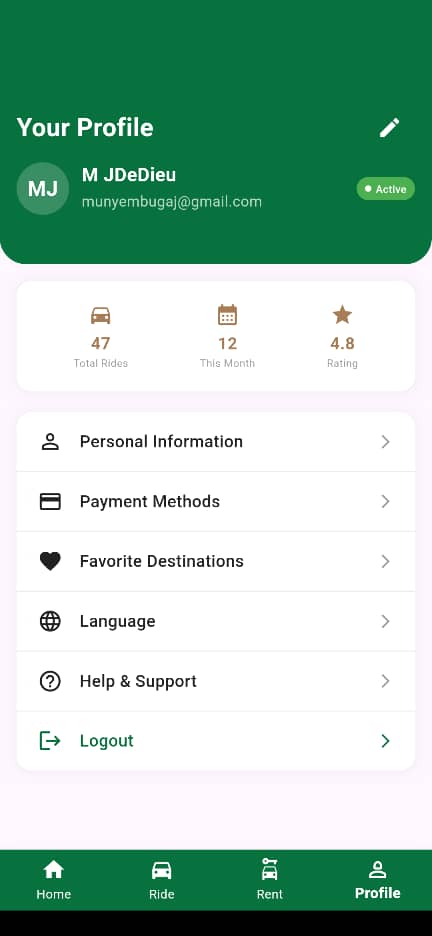 Your Profile
MJ
M JDeDieu
munyembugaj@gmail.com
Active
47
12
4.8
Total Rides
This Month
Rating
Personal Information
Payment Methods
Favorite Destinations
Language
Help & Support
Logout
Home
Ride
Rent
Profile